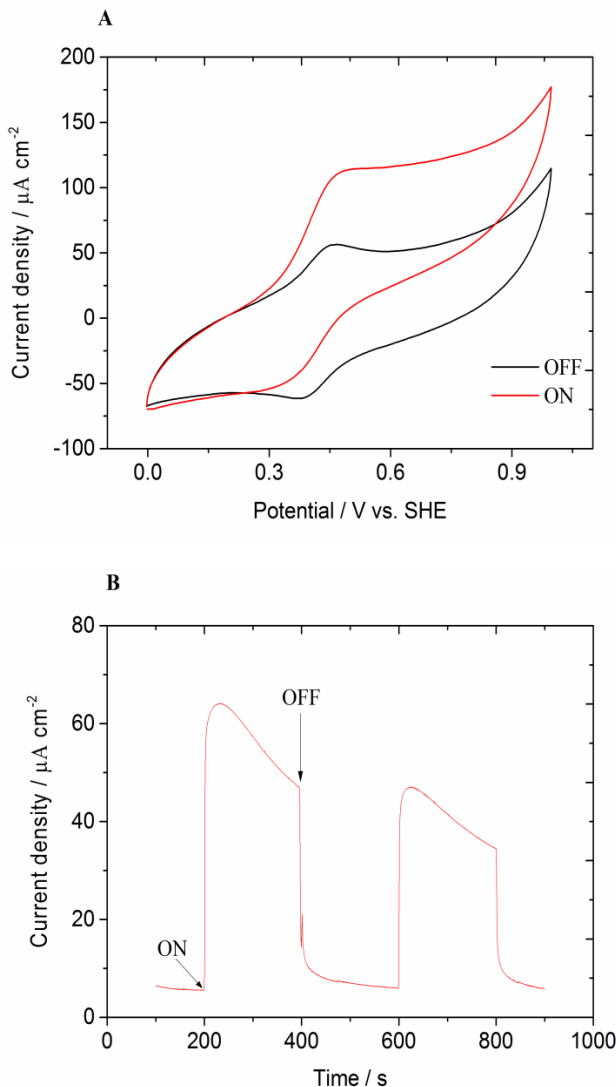 A
200
150
100
50
0
-50
-100
Current density / μA cm-2
OFF
ON
0.0 0.3 0.6 0.9
Potential / V vs. SHE
B
80
60
40
20
0
Current density / μA cm-2
OFF
ON
0 200 400 600 800 1000
Time / s